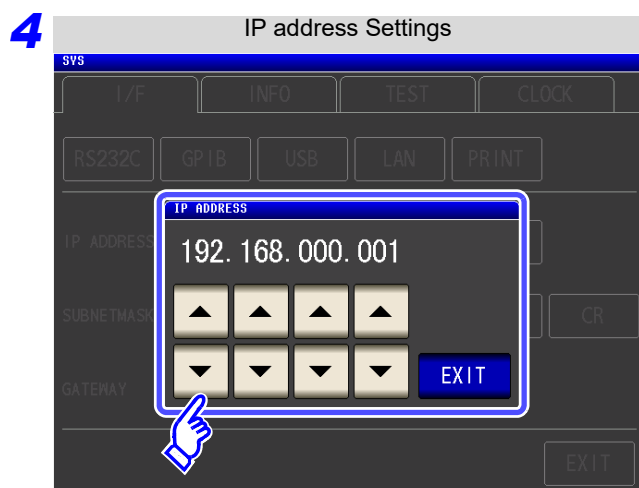 4
IP address Settings
SYS
I/F INFO TEST CLOCK
RS232C GPIB USB LAN PRINT
IP ADDRESS
IP ADDRESS
192.168.000.001
SUBNETMASK CR
EXIT
GATEWAY
EXIT